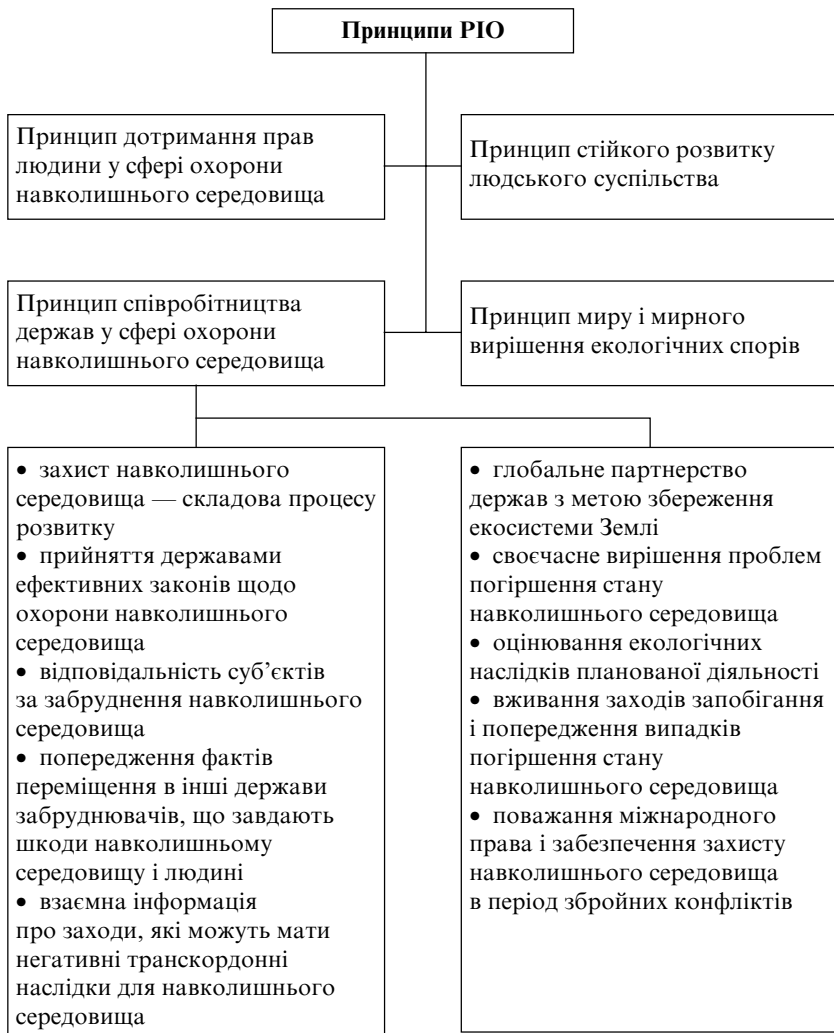 Принципи РІО
Принцип дотримання прав
людини у сфері охорони
навколишнього середовища
Принцип стійкого розвитку
людського суспільства
Принцип співробітництва
держав у сфері охорони
навколишнього середовища
Принцип миру і мирного
вирішення екологічних спорів
• захист навколишнього
середовища — складова процесу
розвитку
• прийняття державами
ефективних законів щодо
охорони навколишнього
середовища
• відповідальність суб’єктів
за забруднення навколишнього
середовища
• попередження фактів
переміщення в інші держави
забруднювачів, що завдають
шкоди навколишньому
середовищу і людині
• взаємна інформація
про заходи, які можуть мати
негативні транскордонні
наслідки для навколишнього
середовища
• глобальне партнерство
держав з метою збереження
екосистеми Землі
• своєчасне вирішення проблем
погіршення стану
навколишнього середовища
• оцінювання екологічних
наслідків планованої діяльності
• вживання заходів запобігання
і попередження випадків
погіршення стану
навколишнього середовища
• поважання міжнародного
права і забезпечення захисту
навколишнього середовища
в період збройних конфліктів